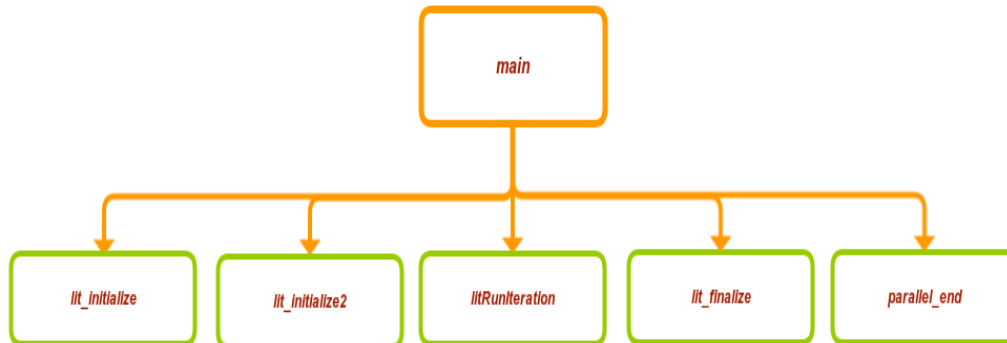 main
lit_initialize
lit_initialize2
litRunIteration
lit_finalize
parallel_end